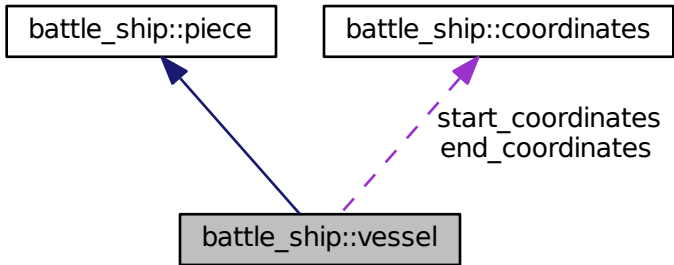 battle_ship::piece
battle_ship::coordinates
start_coordinates
end_coordinates
battle_ship::vessel